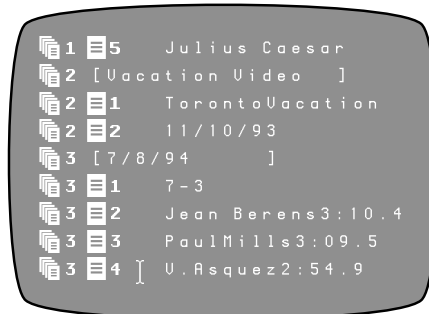 1 5 Julius Caesar
2 [Vacation Video ]
2 1 TorontoVacation
2 2 11/10/93
3 [7/8/94 ]
3 1 7-3
3 2 Jean Berens3:10.4
3 3 PaulMills3:09.5
3 4 V.Asquez2:54.9